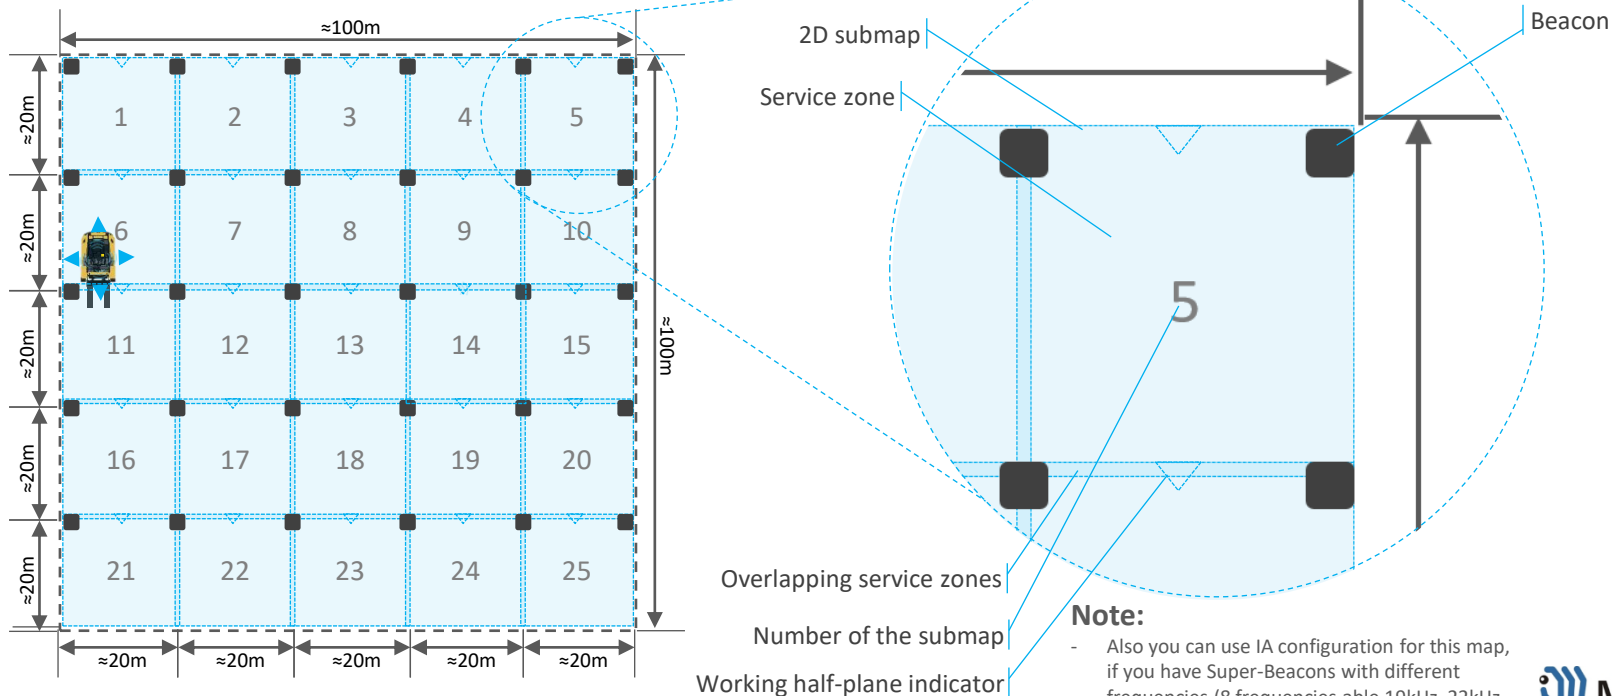 ≈100m
2D submap
Beacon
Service zone
≈20m
1 2 3 4 5
≈20m
6 7 8 9 10
≈20m
11 12 13 14 15
≈100m
≈20m
16 17 18 19 20
≈20m
21 22 23 24 25
≈20m ≈20m ≈20m ≈20m ≈20m
5
Overlapping service zones
Number of the submap
Working half-plane indicator
Note:
- Also you can use IA configuration for this map,
if you have Super-Beacons with different